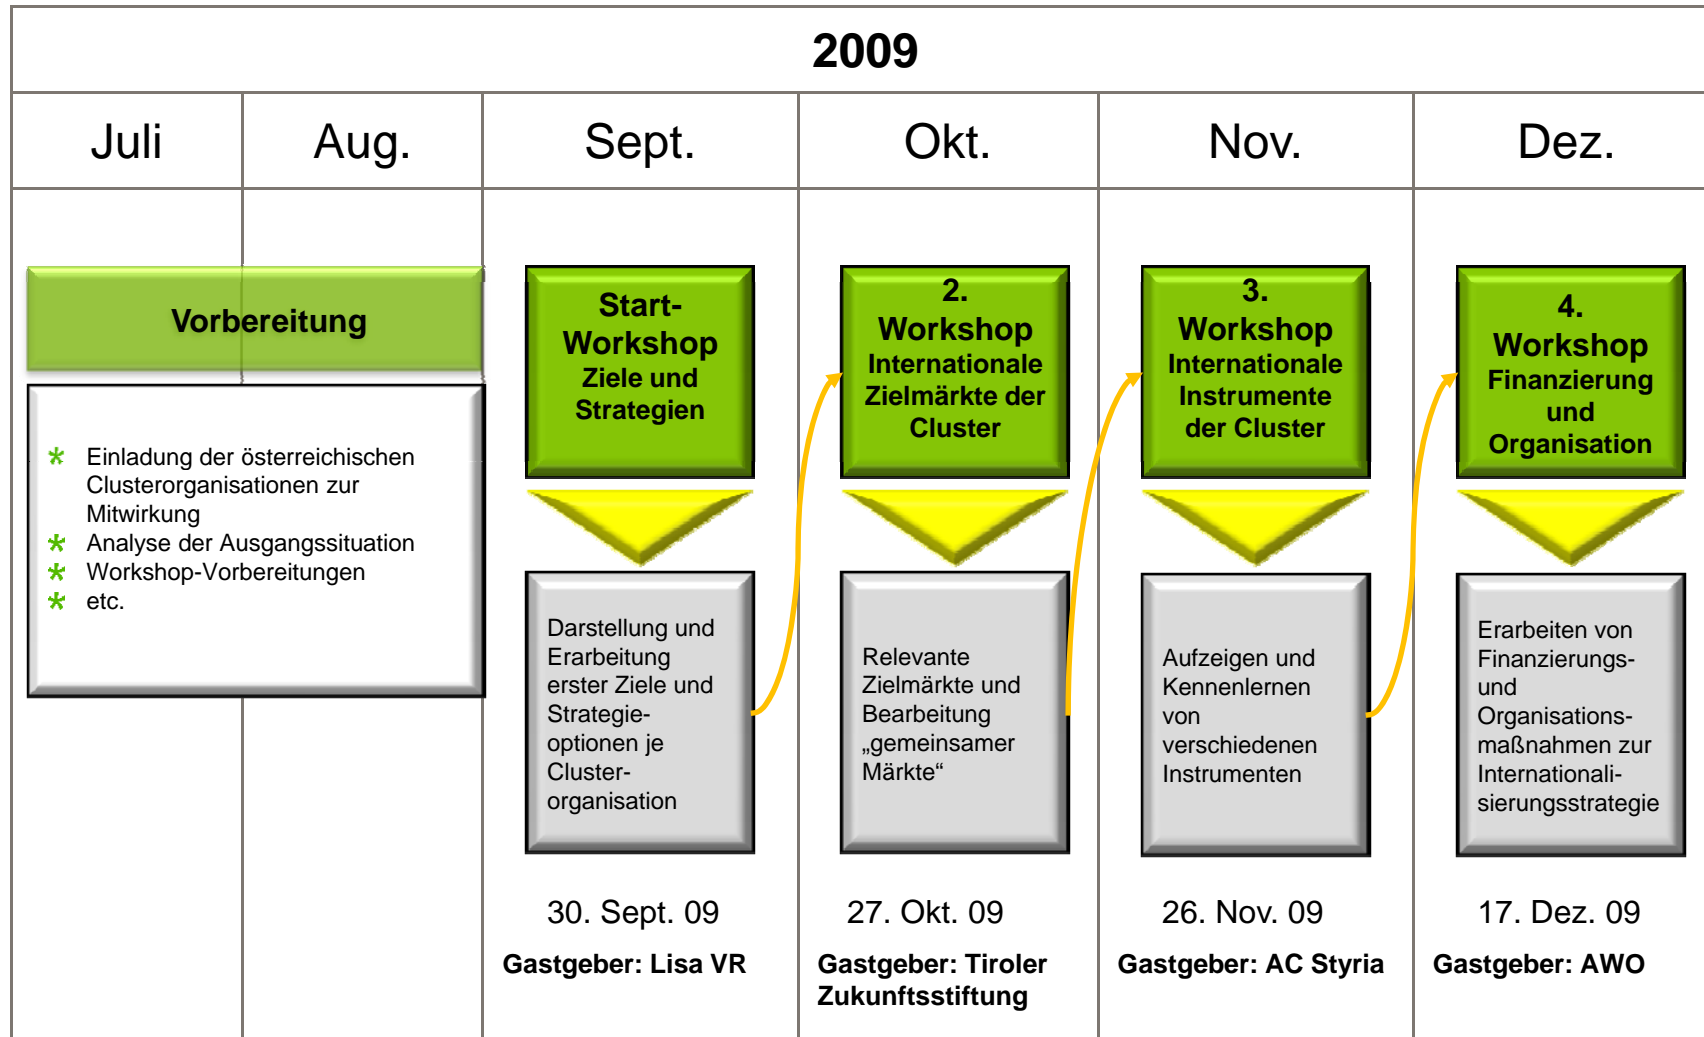 2009
Juli
Aug.
Sept.
Okt.
Nov.
Dez.
Vorbereitung
Einladung der österreichischen
Clusterorganisationen zur
Mitwirkung
Analyse der Ausgangssituation
Workshop-Vorbereitungen
etc.
Start-
Workshop
Ziele und
Strategien
Darstellung und
Erarbeitung
erster Ziele und
Strategie-
optionen je
Cluster-
organisation
30. Sept. 09
Gastgeber: Lisa VR
2.
Workshop
Internationale
Zielmärkte der
Cluster
Relevante
Zielmärkte und
Bearbeitung
„gemeinsamer
Märkte“
27. Okt. 09
Gastgeber: Tiroler
Zukunftsstiftung
3.
Workshop
Internationale
Instrumente
der Cluster
Aufzeigen und
Kennenlernen
von
verschiedenen
Instrumenten
26. Nov. 09
Gastgeber: AC Styria
4.
Workshop
Finanzierung
und
Organisation
Erarbeiten von
Finanzierungs-
und
Organisations-
maßnahmen zur
Internationali-
sierungsstrategie
17. Dez. 09
Gastgeber: AWO